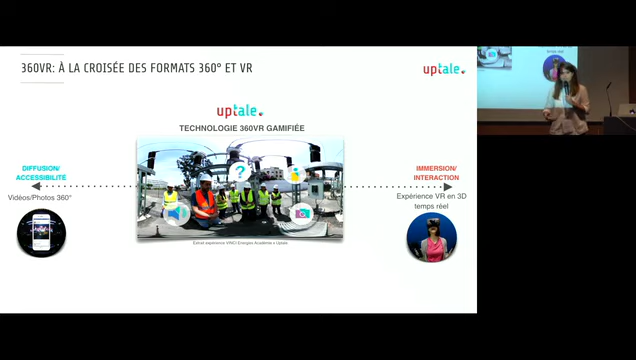 360VR: À LA CROISÉE DES FORMATS 360° ET VR
uptale
uptale
TECHNOLOGIE 360VR GAMIFIÉE
DIFFUSION/
ACCESSIBILITÉ
Vidéos/Photos 360°
?
IMMERSION/
INTERACTION
Expérience VR en 3D
temps réel
Extrait expérience VINCI Energies Académie x Uptale